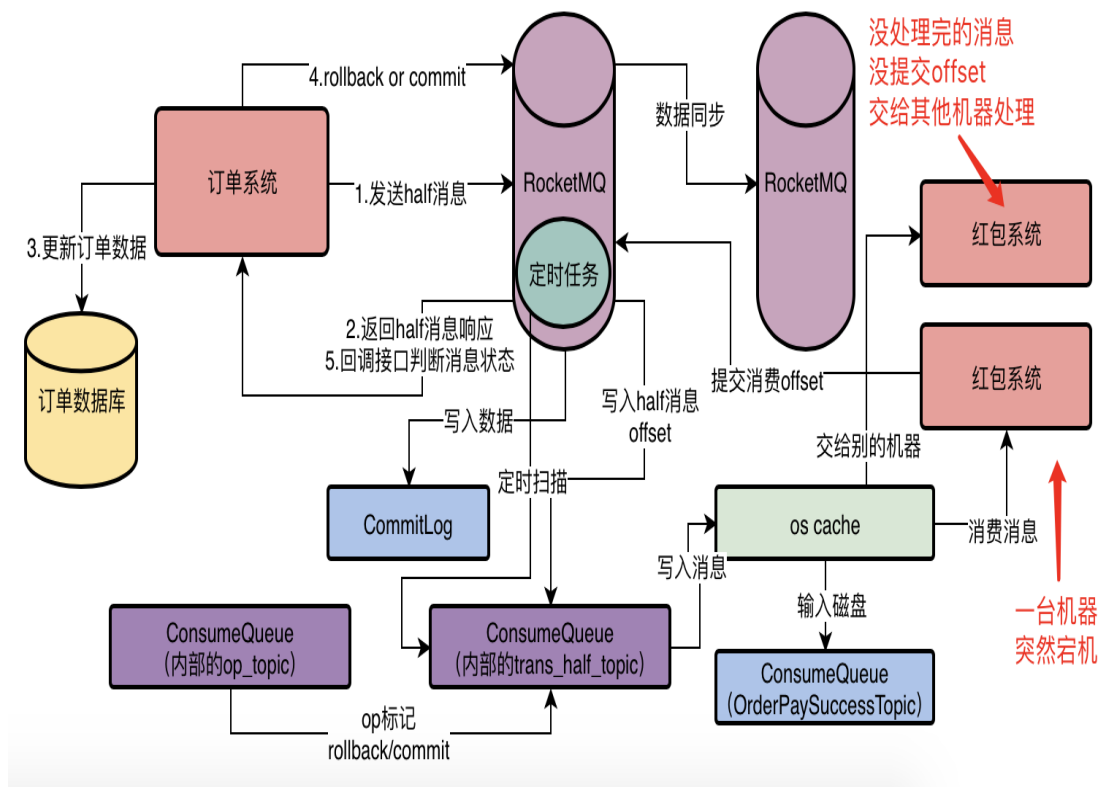 没处理完的消息
没提交offset
交给其他机器处理
4.rollback or commit
数据同步
订单系统
1.发送half消息
RocketMQ
RocketMQ
红包系统
3.更新订单数据
定时任务
2.返回half消息响应
5.回调接口判断消息状态
提交消费offset
红包系统
订单数据库
写入half消息
offset
写入数据
交给别的机器
定时扫描
CommitLog
os cache
消费消息
写入消息
输入磁盘
一台机器
突然宕机
ConsumeQueue
（内部的op_topic）
ConsumeQueue
（内部的trans_half_topic）
ConsumeQueue
（OrderPaySuccessTopic）
op标记
rollback/commit